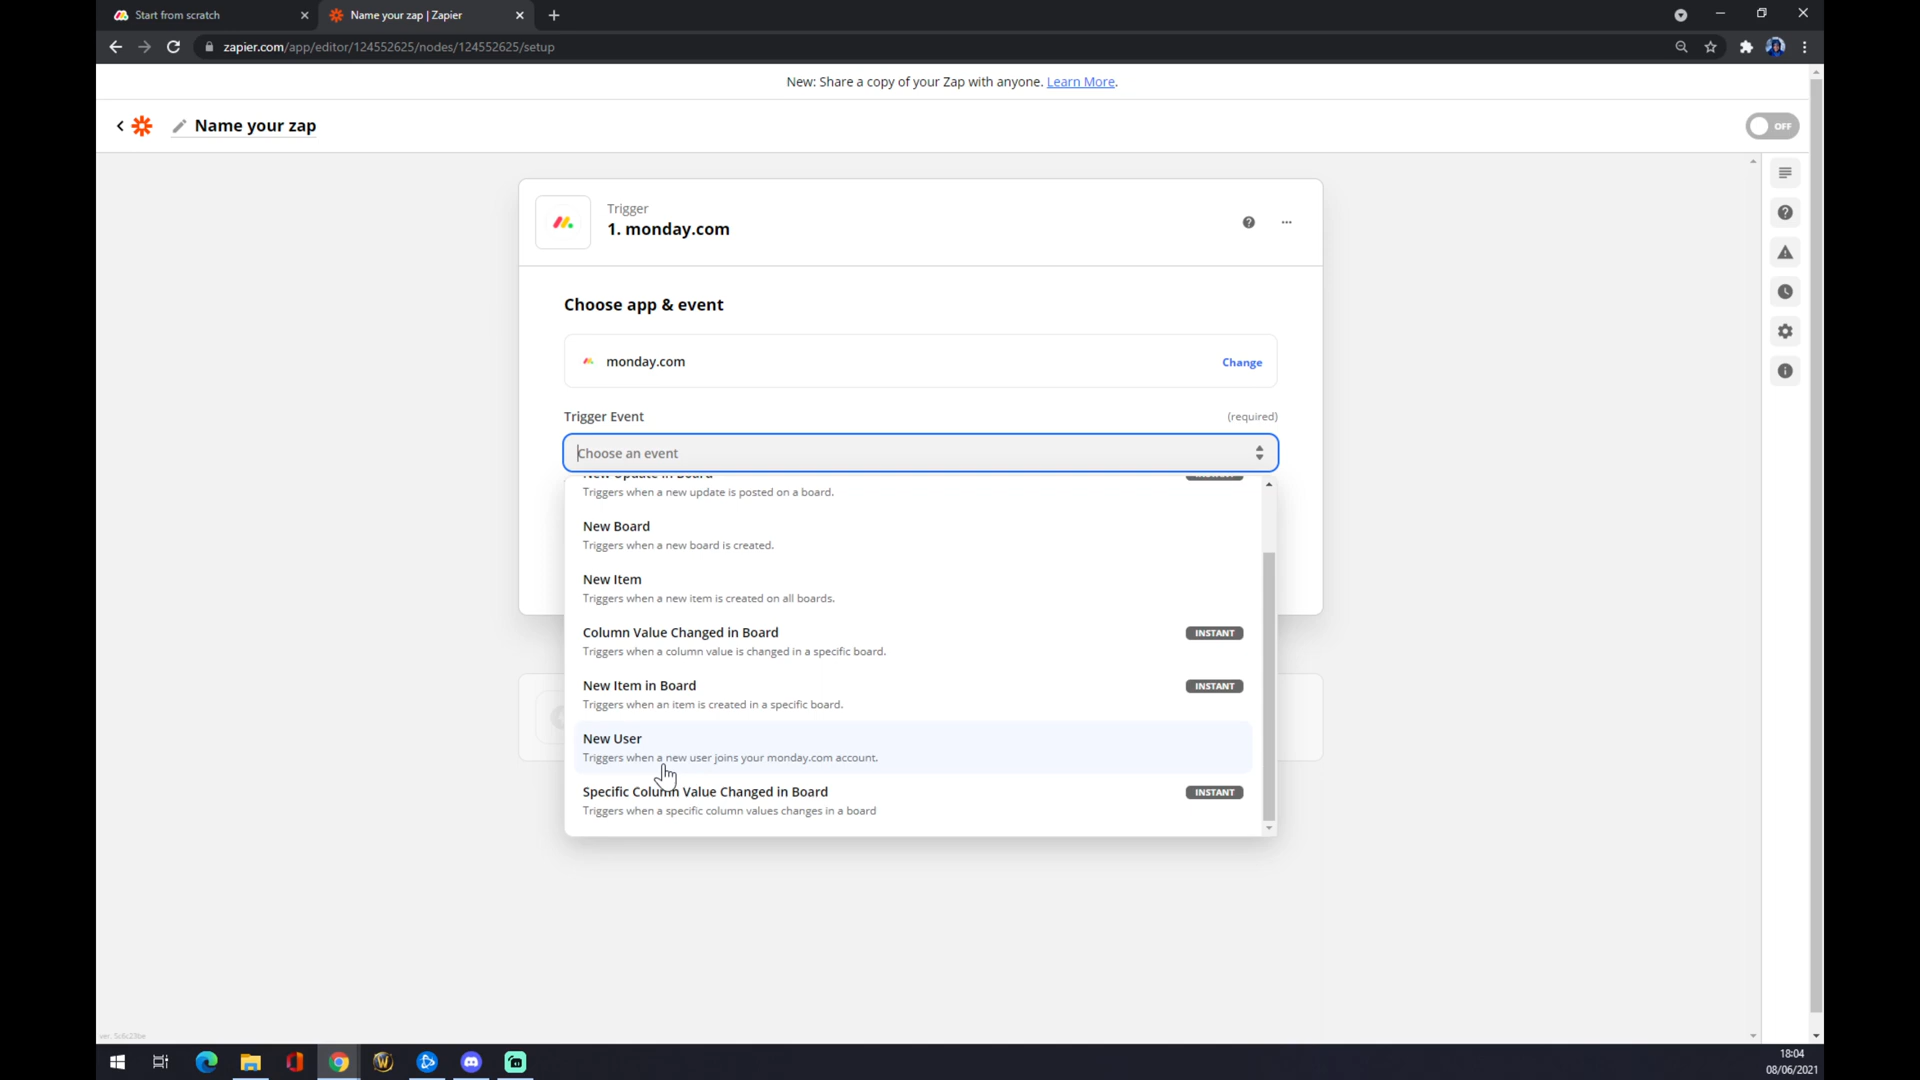 Start from scratch
Name your zap | Zapier
zapier.com/app/editor/124552625/nodes/124552625/setup
New: Share a copy of your Zap with anyone. Learn More.
Name your zap
OFF
Trigger
1. monday.com
Choose app & event
monday.com
Change
Trigger Event
(required)
Choose an event
New Update in Board
Triggers when a new update is posted on a board.
New Board
Triggers when a new board is created.
New Item
Triggers when a new item is created on all boards.
Column Value Changed in Board
INSTANT
Triggers when a column value is changed in a specific board.
New Item in Board
INSTANT
Triggers when an item is created in a specific board.
New User
Triggers when a new user joins your monday.com account.
Specific Column Value Changed in Board
INSTANT
Triggers when a specific column values changes in a board
18:04
08/06/2021